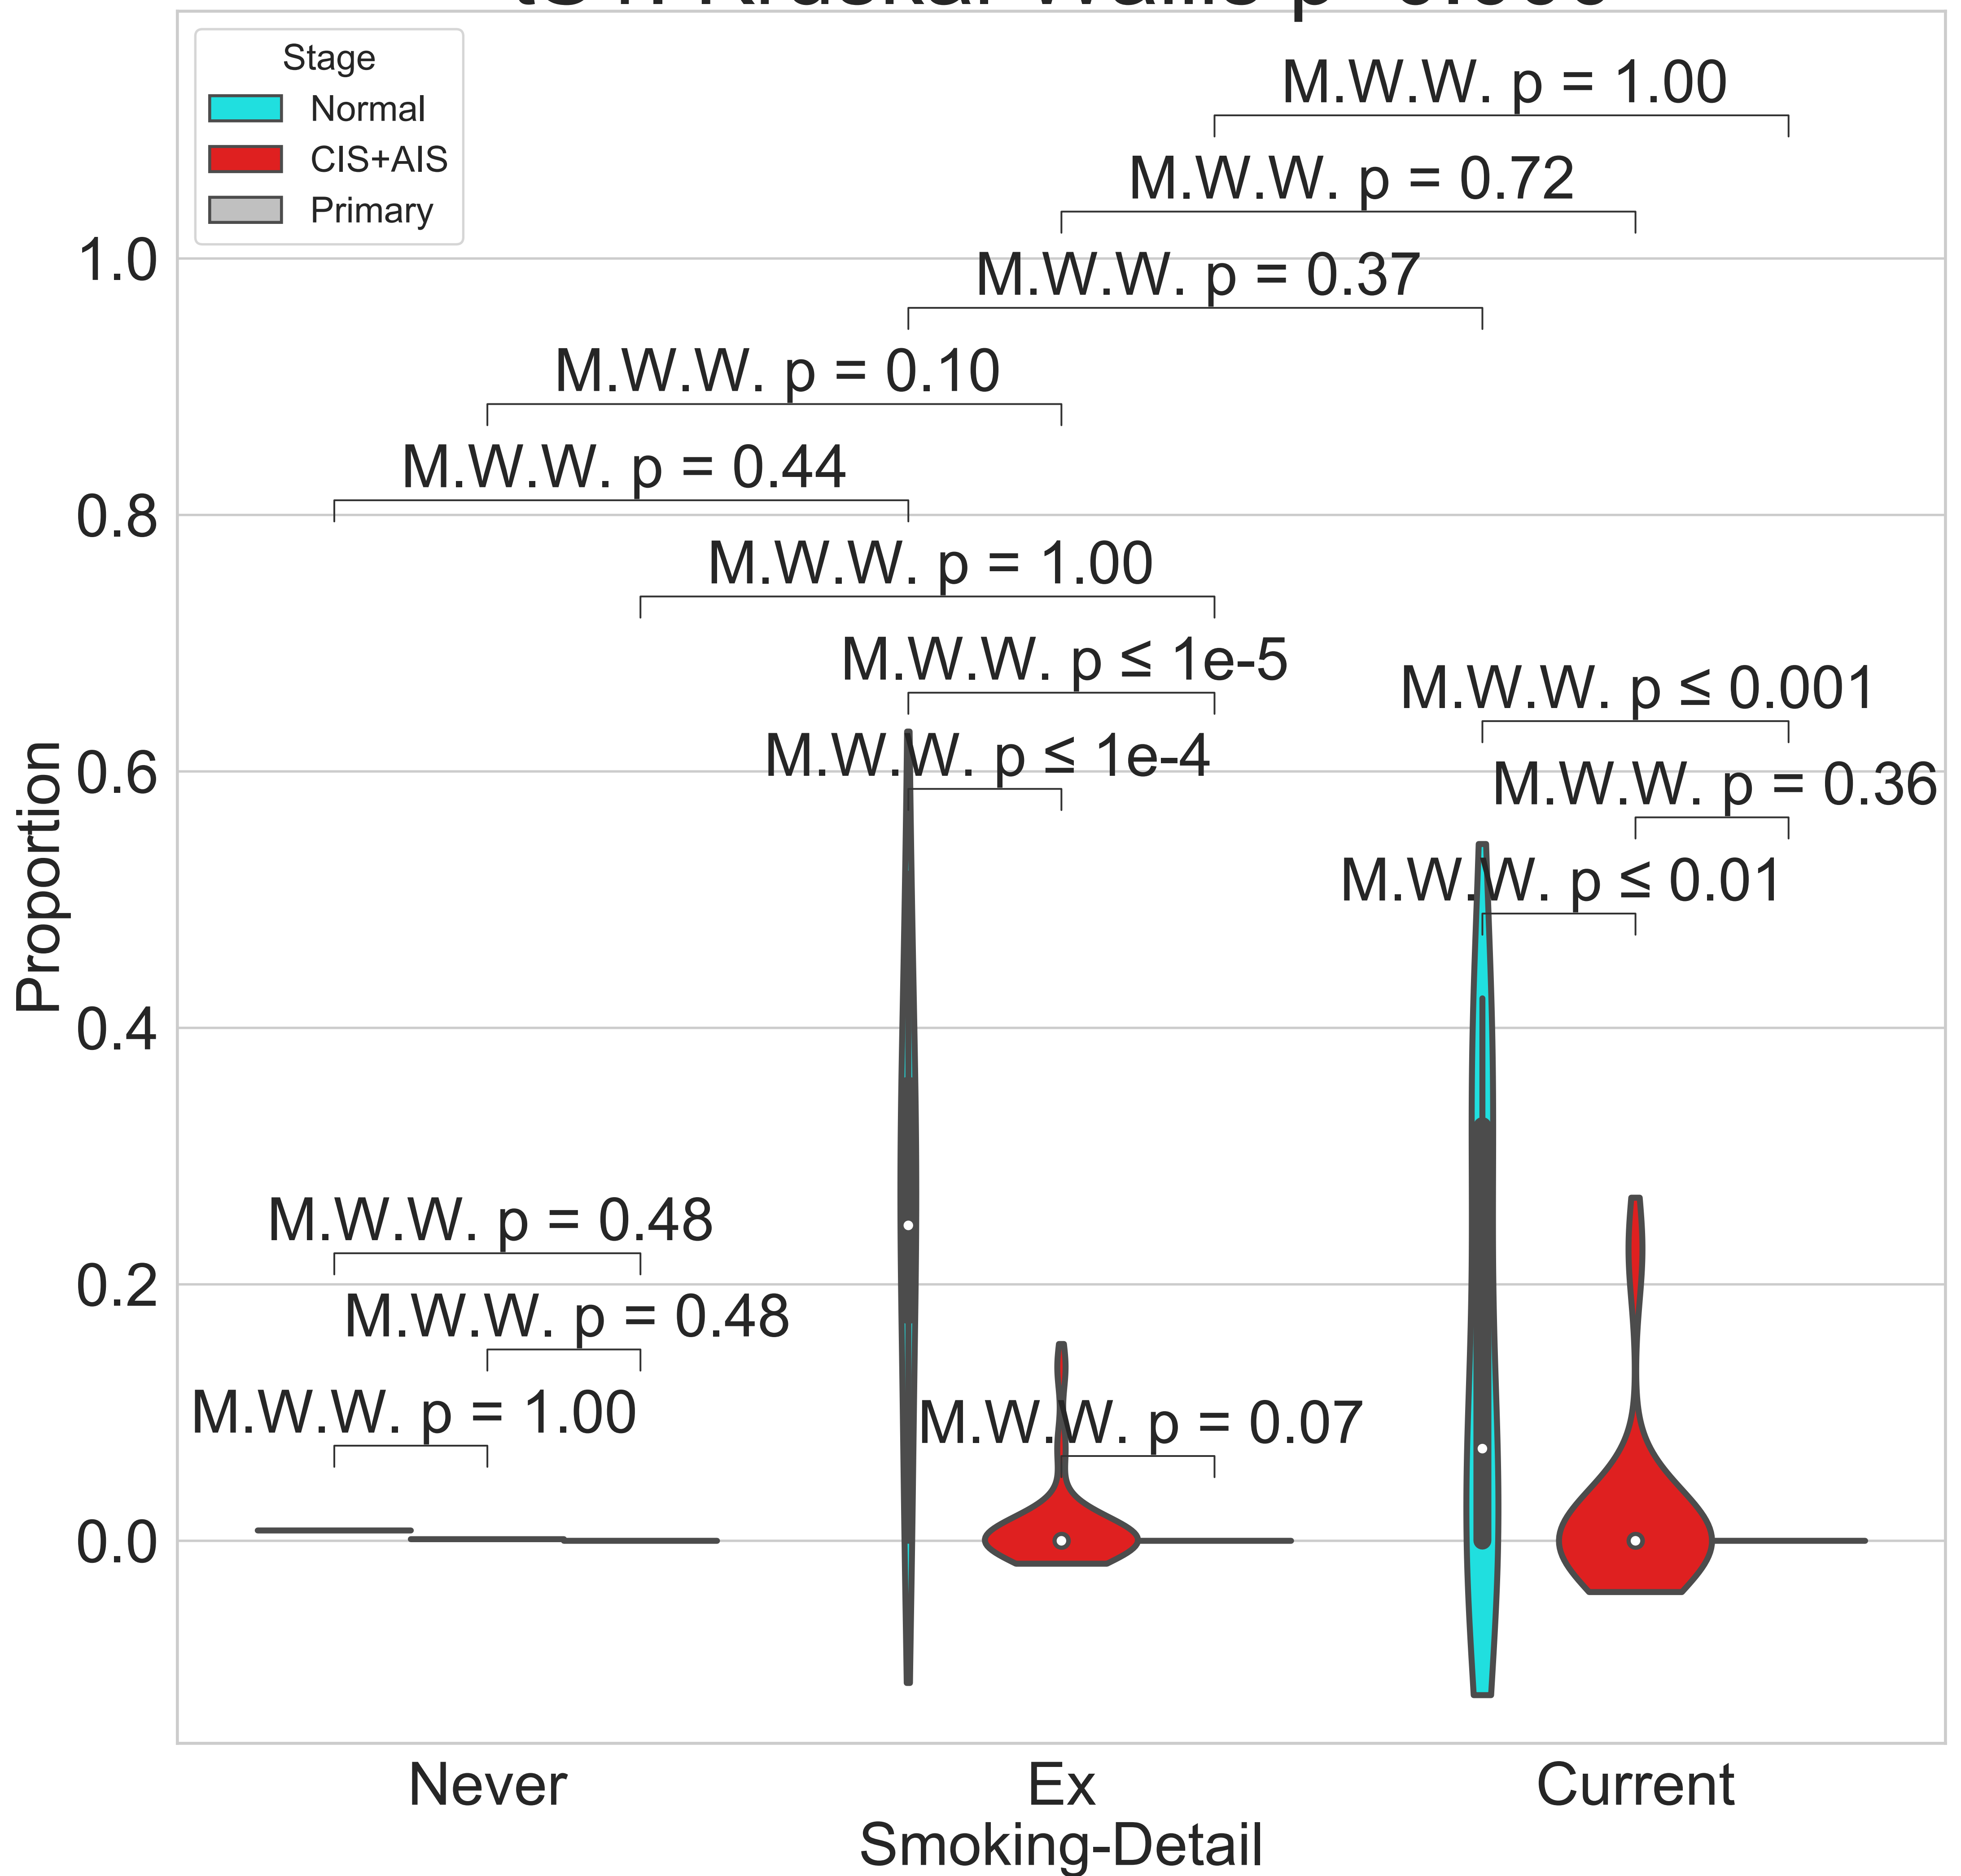 Stage
Normal
CIS+AIS
Primary
M.W.W. p = 1.00
M.W.W. p = 0.72
1.0
M.W.W. p = 0.37
M.W.W. p = 0.10
M.W.W. p = 0.44
0.8
M.W.W. p = 1.00
M.W.W. p ≤ 1e-5
M.W.W. p ≤ 0.001
M.W.W. p ≤ 1e-4
0.6
M.W.W. p = 0.36
M.W.W. p ≤ 0.01
Proportion
0.4
M.W.W. p = 0.48
0.2
M.W.W. p = 0.48
M.W.W. p = 1.00
M.W.W. p = 0.07
0.0
Never
Ex
Current
Smoking-Detail